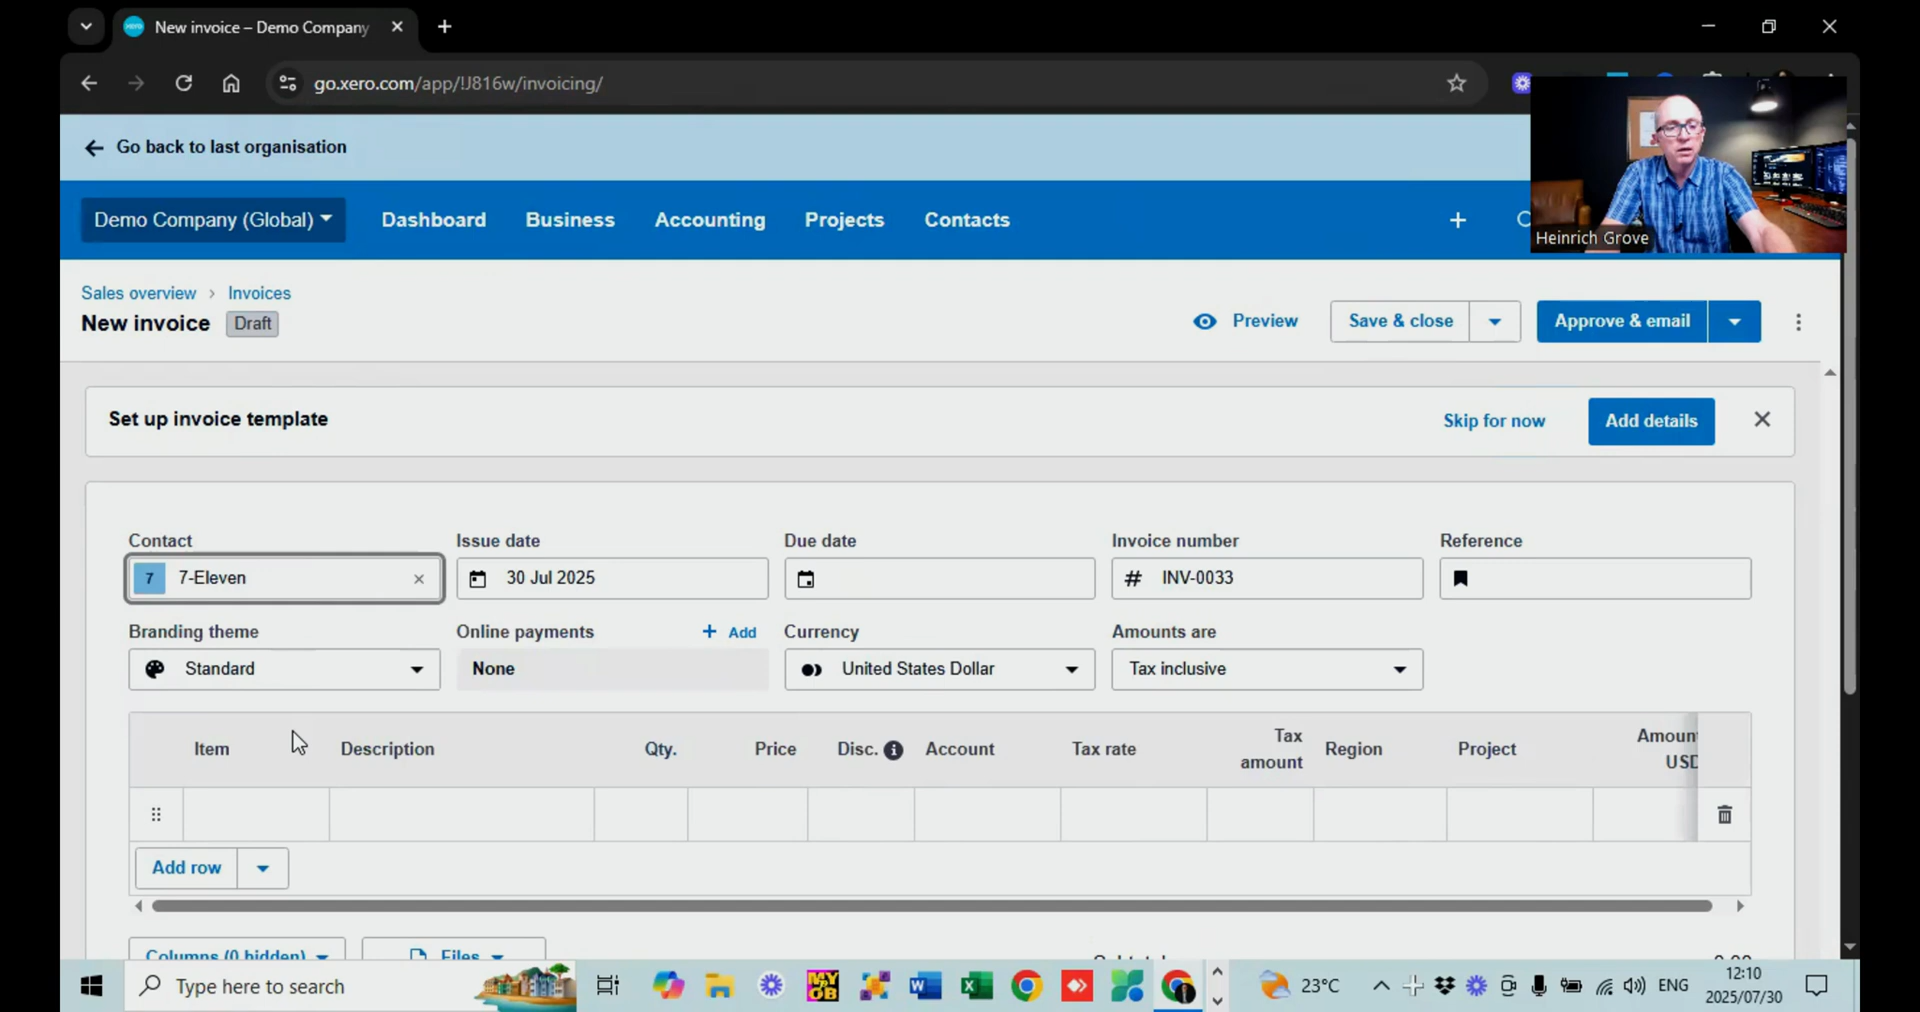 New invoice – Demo Company
go.xero.com/app/!J816w/invoicing/
Go back to last organisation
Heinrich Grove
Demo Company (Global)
Dashboard
Business
Accounting
Projects
Contacts
Sales overview
Invoices
New invoice
Draft
Preview
Save & close
Approve & email
Set up invoice template
Skip for now
Add details
Contact
Issue date
Due date
Invoice number
Reference
7
7-Eleven
30 Jul 2025
INV-0033
Branding theme
Online payments
Add
Currency
Amounts are
Standard
None
United States Dollar
Tax inclusive
Item
Description
Qty.
Price
Disc.
Account
Tax rate
Tax amount
Region
Project
Amount USD
Add row
Columns (0 hidden)
Files
Type here to search
23°C
ENG
12:10
2025/07/30